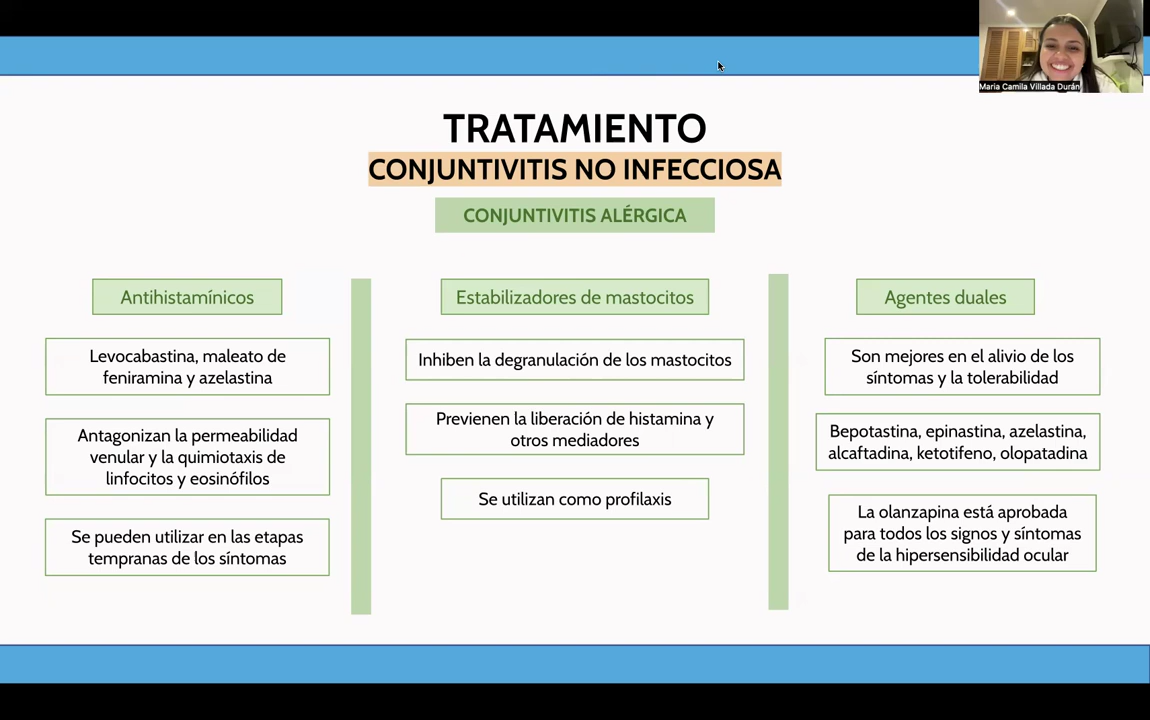 Maria Camila Villada Durán
TRATAMIENTO
CONJUNTIVITIS NO INFECCIOSA
CONJUNTIVITIS ALÉRGICA
Antihistamínicos
Levocabastina, maleato de
feniramina y azelastina
Antagonizan la permeabilidad
venular y la quimiotaxis de
linfocitos y eosinófilos
Se pueden utilizar en las etapas
tempranas de los síntomas
Estabilizadores de mastocitos
Inhiben la degranulación de los mastocitos
Previenen la liberación de histamina y
otros mediadores
Se utilizan como profilaxis
Agentes duales
Son mejores en el alivio de los
síntomas y la tolerabilidad
Bepotastina, epinastina, azelastina,
alcaftadina, ketotifeno, olopatadina
La olanzapina está aprobada
para todos los signos y síntomas
de la hipersensibilidad ocular